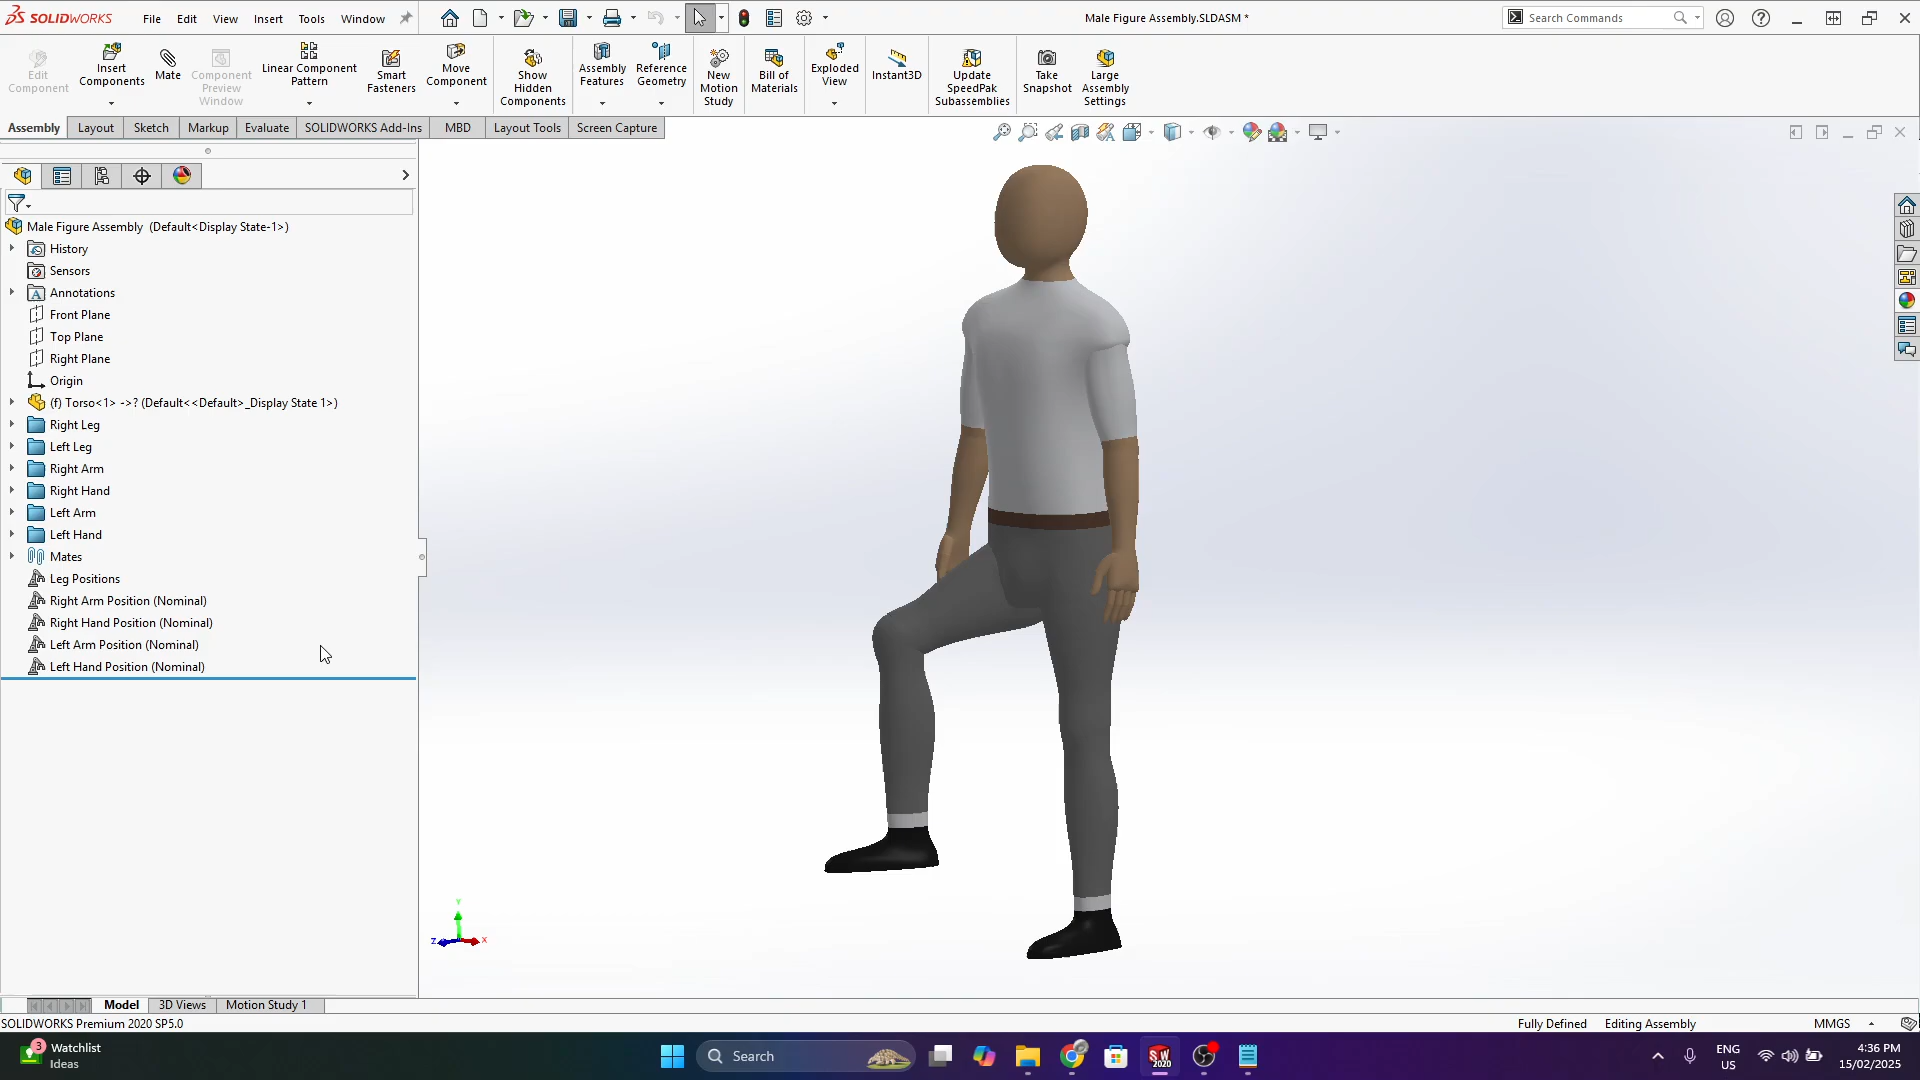 SOLIDWORKS
File Edit View Insert Tools Window
Male Figure Assembly.SLDASM *
Search Commands
Edit Component
Insert Components
Mate
Component Preview Window
Linear Component Pattern
Smart Fasteners
Move Component
Show Hidden Components
Assembly Features
Reference Geometry
New Motion Study
Bill of Materials
Exploded View
Instant3D
Update SpeedPak Subassemblies
Take Snapshot
Large Assembly Settings
Assembly Layout Sketch Markup Evaluate SOLIDWORKS Add-Ins MBD Layout Tools Screen Capture
Male Figure Assembly (Default<Display State-1>)
History
Sensors
A Annotations
Front Plane
Top Plane
Right Plane
Origin
(f) Torso<1> ->? (Default<<Default>_Display State 1>)
Right Leg
Left Leg
Right Arm
Right Hand
Left Arm
Left Hand
Mates
Leg Positions
Right Arm Position (Nominal)
Right Hand Position (Nominal)
Left Arm Position (Nominal)
Left Hand Position (Nominal)
Y
Z X
Model 3D Views Motion Study 1
SOLIDWORKS Premium 2020 SP5.0
Fully Defined Editing Assembly MMGS
3 Watchlist
Ideas
Search
SW
2020
ENG
US
4:36 PM
15/02/2025